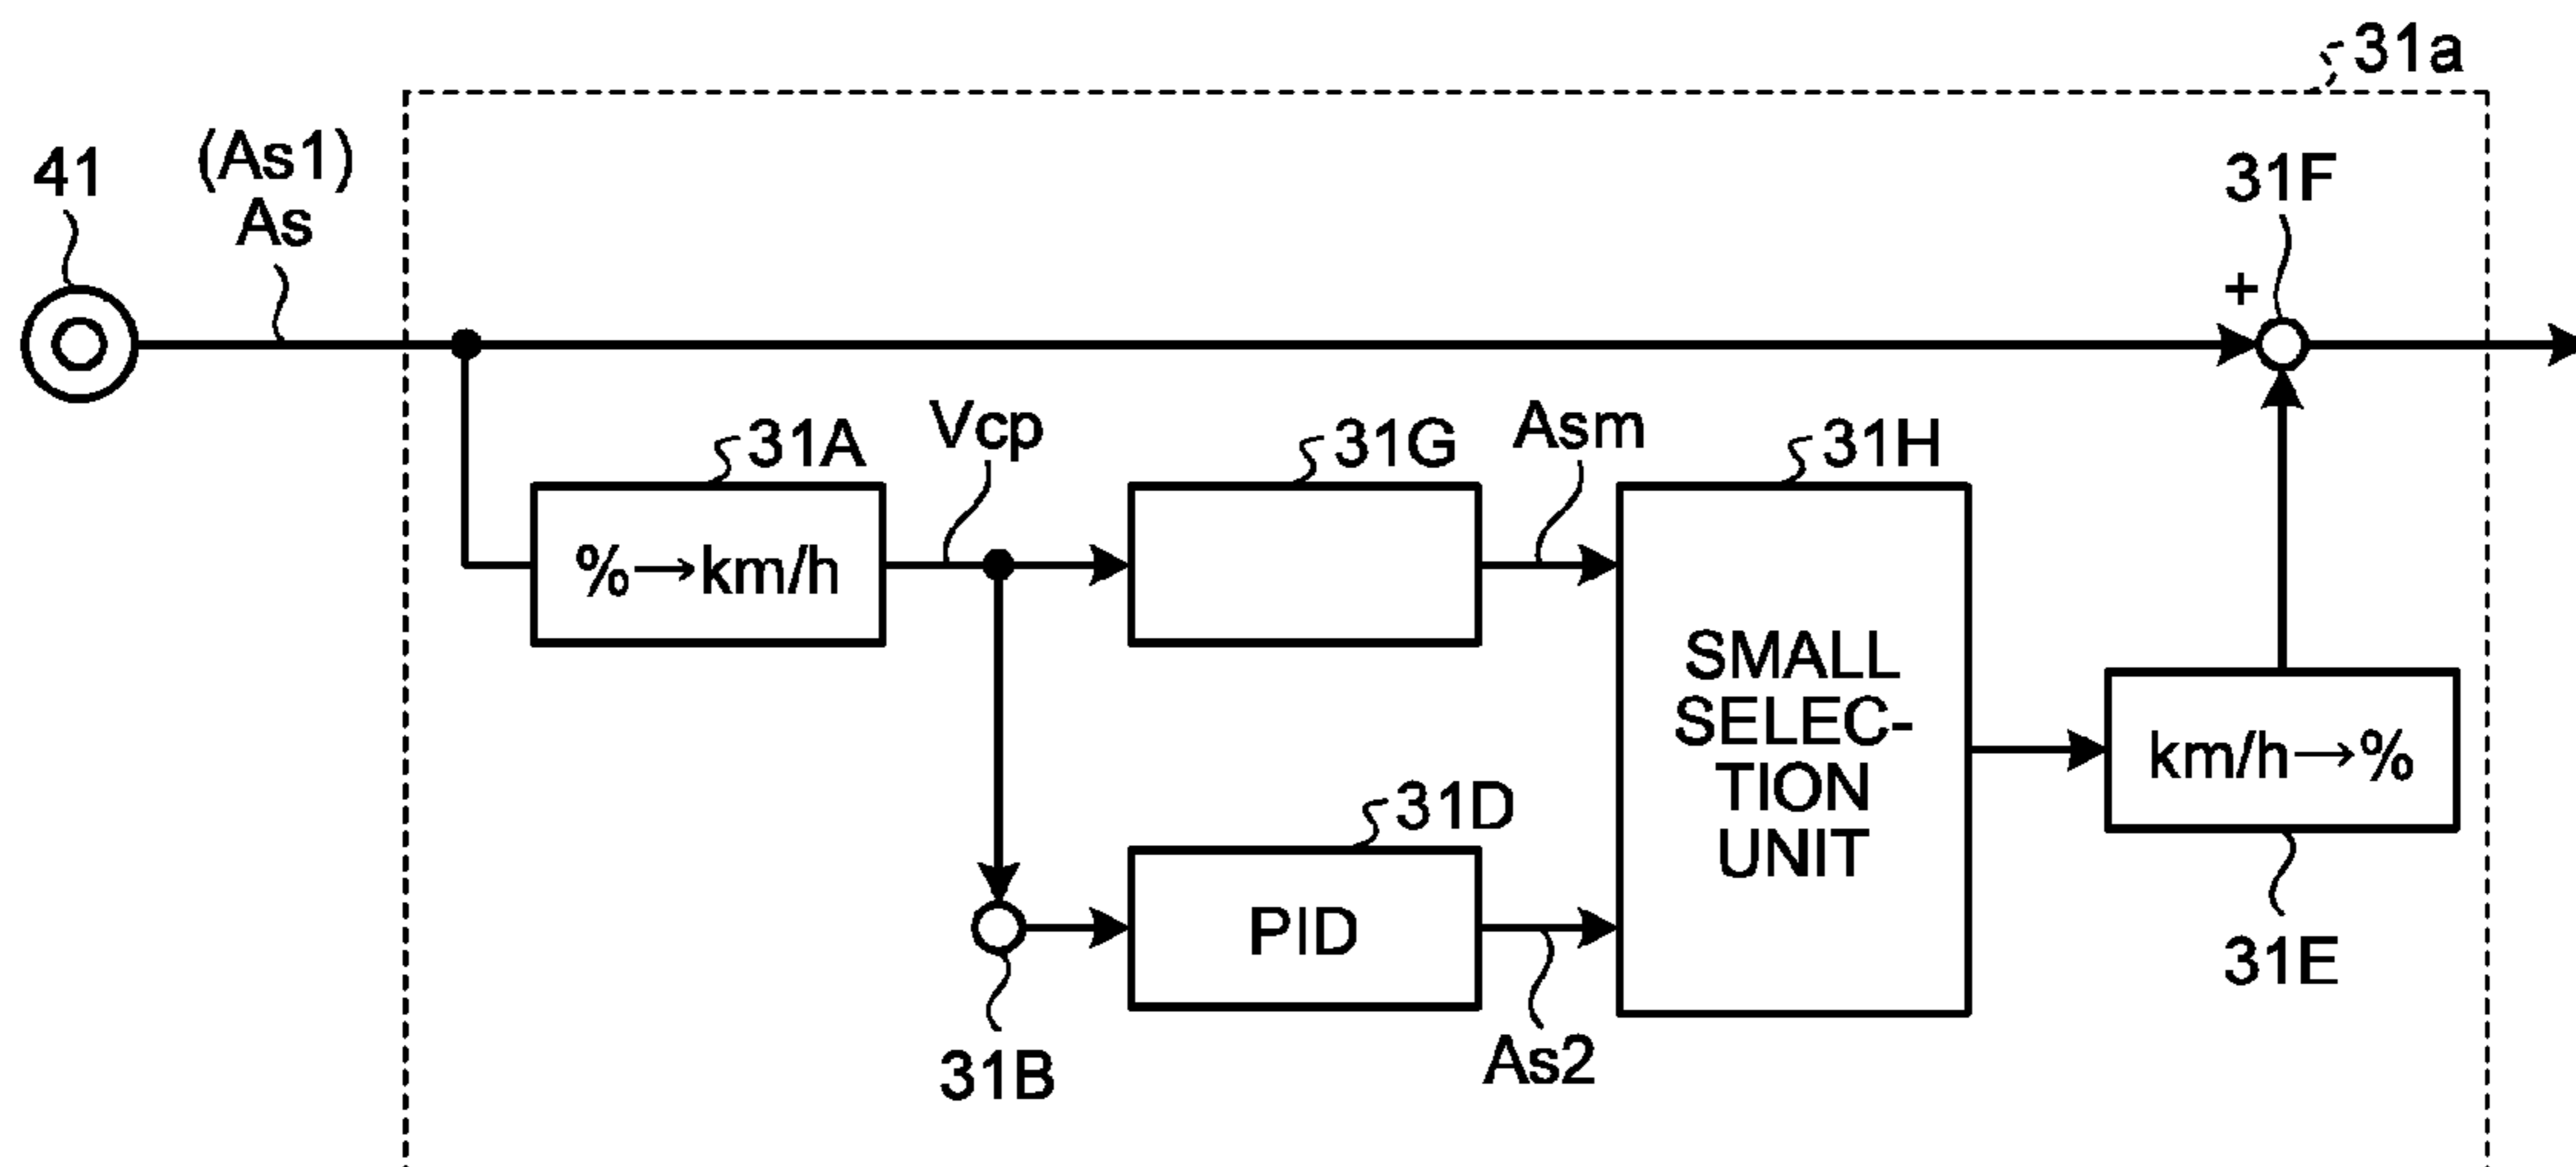 31a
41
(As1)
As
31F
+
31A
Vcp
31G
Asm
31H
%→km/h
SMALL
SELEC-
TION
UNIT
31D
km/h→%
PID
31E
31B
As2